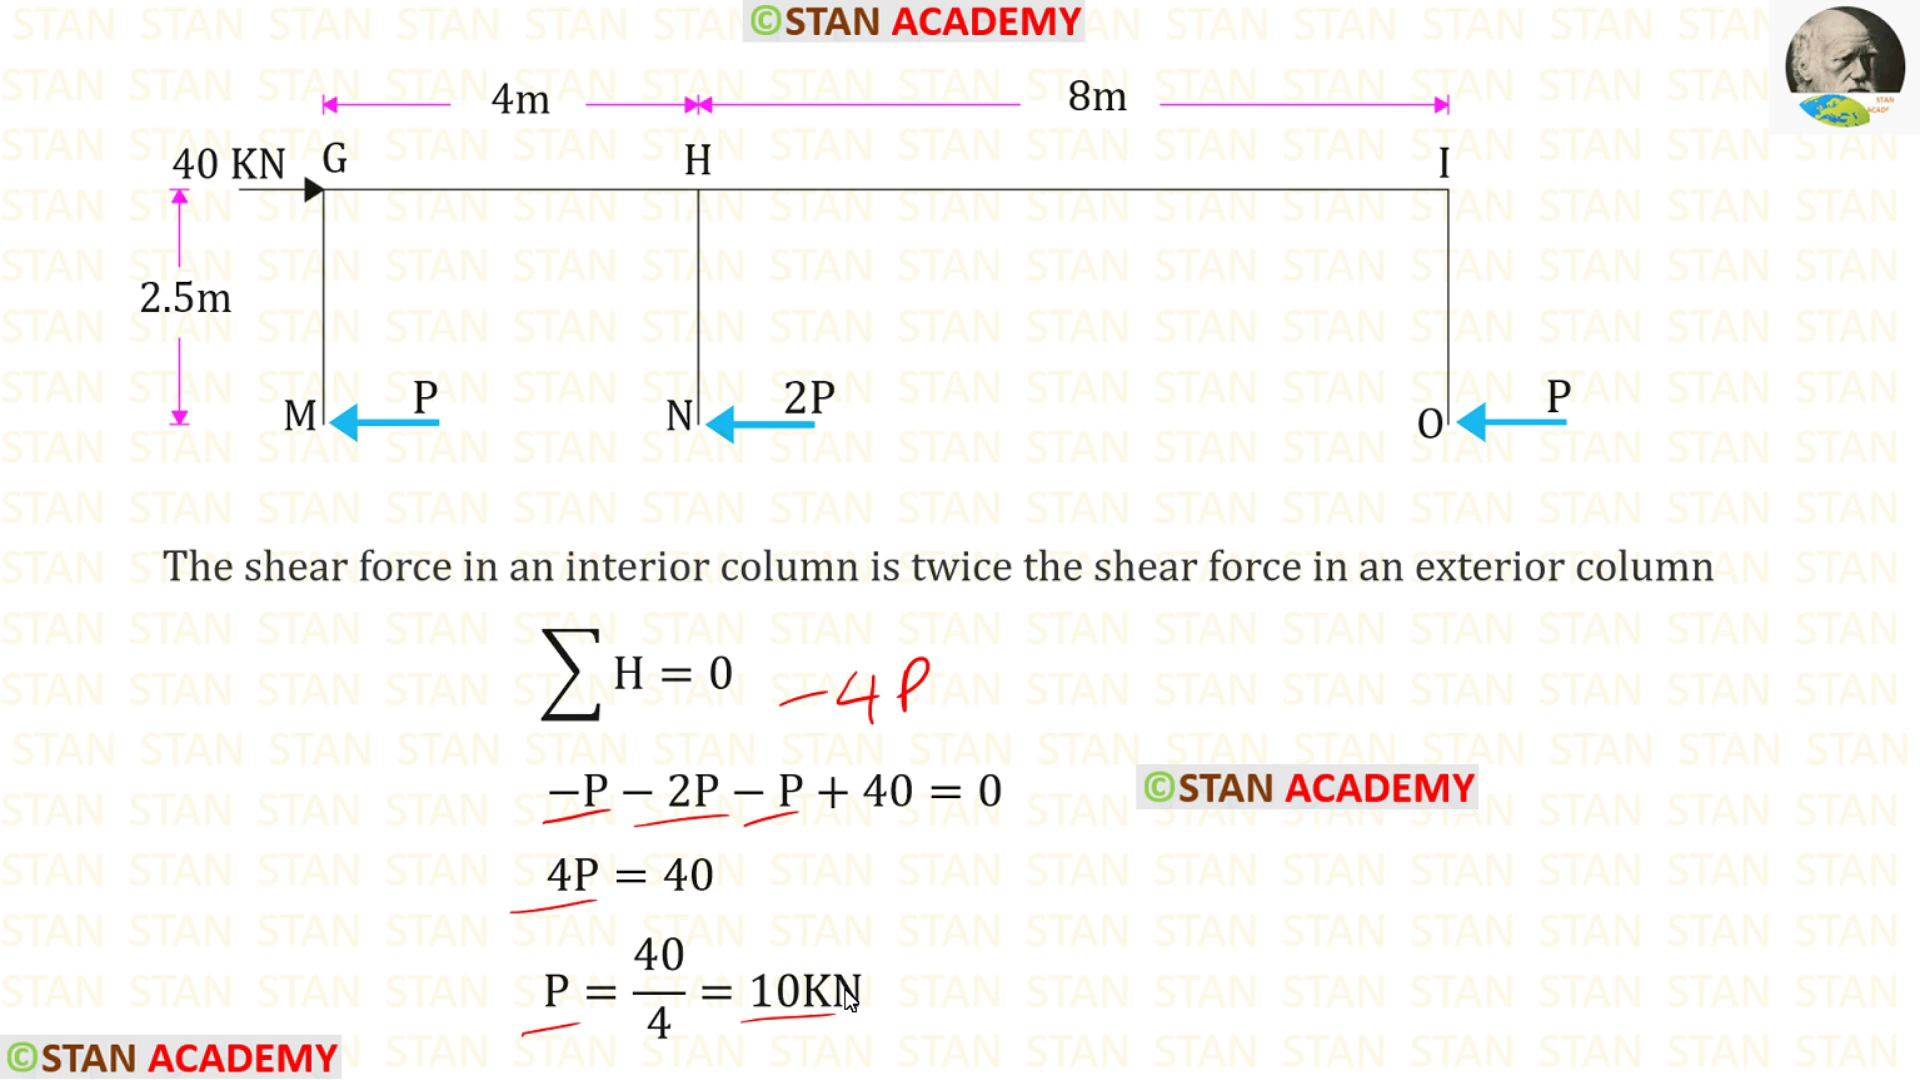 ©STAN ACADEMY
4m
8m
40 KN
G
H
I
2.5m
M
P
N
2P
O
P
The shear force in an interior column is twice the shear force in an exterior column
∑ H = 0
−4P
−P − 2P − P + 40 = 0
©STAN ACADEMY
4P = 40
P = 40/4 = 10KN
©STAN ACADEMY